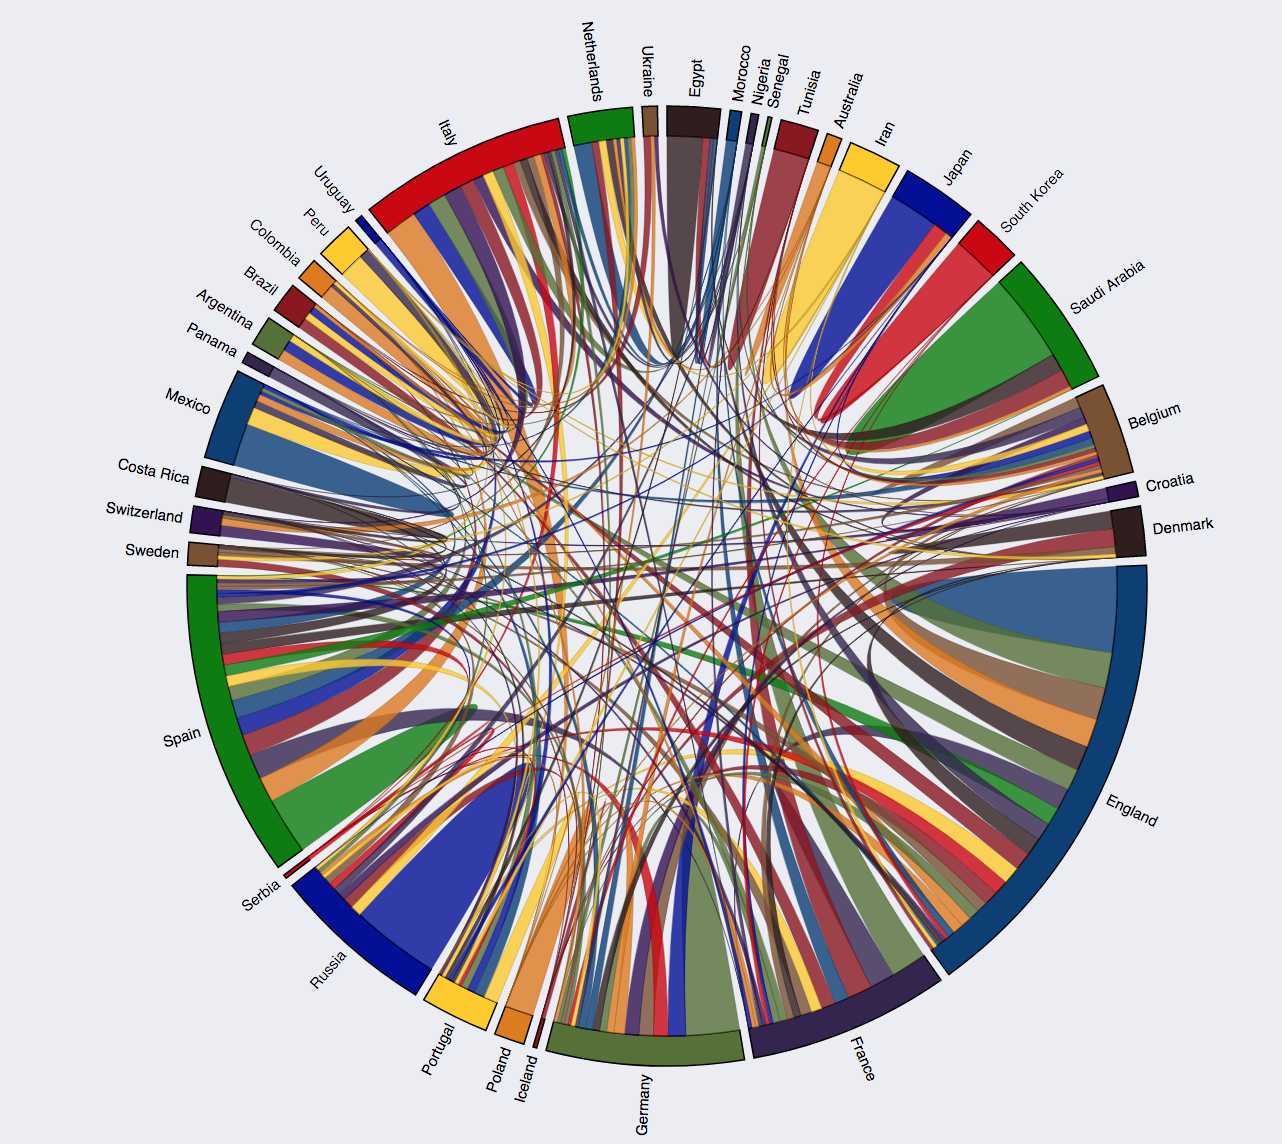 Netherlands
Ukraine
Egypt
Morocco
Nigeria
Senegal
Tunisia
Australia
Iran
Japan
South Korea
Saudi Arabia
Belgium
Croatia
Denmark
England
France
Germany
Iceland
Poland
Portugal
Russia
Serbia
Spain
Sweden
Switzerland
Costa Rica
Mexico
Panama
Argentina
Brazil
Colombia
Peru
Uruguay
Italy